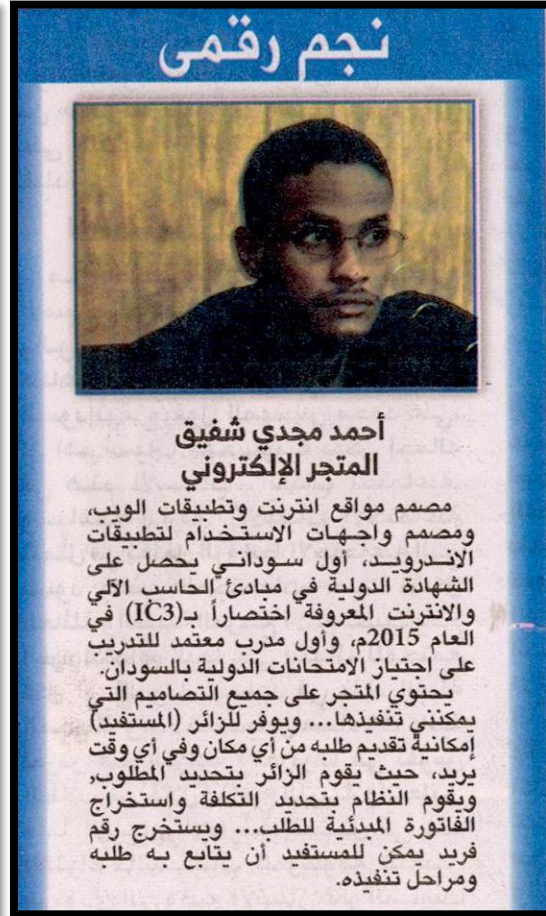 نجم رقمى
أحمد مجدي شفيق
المتجر الإلكتروني
مصمم مواقع انترنت وتطبيقات الويب،
ومصمم واجهات الاستخدام لتطبيقات
الاندرويد، أول سوداني يحصل على
الشهادة الدولية في مبادئ الحاسب الآلي
والانترنت المعروفة اختصاراً بـ(IC3) في
العام 2015م، وأول مدرب معتمد للتدريب
على اجتياز الامتحانات الدولية بالسودان.
يحتوي المتجر على جميع التصاميم التي
يمكنني تنفيذها... ويوفر للزائر (المستفيد)
إمكانية تقديم طلبه من أي مكان وفي أي وقت
يريد، حيث يقوم الزائر بتحديد المطلوب,
ويقوم النظام بتحديد التكلفة واستخراج
الفاتورة المبدئية للطلب... ويستخرج رقم
فريد يمكن للمستفيد أن يتابع به طلبه
ومراحل تنفيذه.